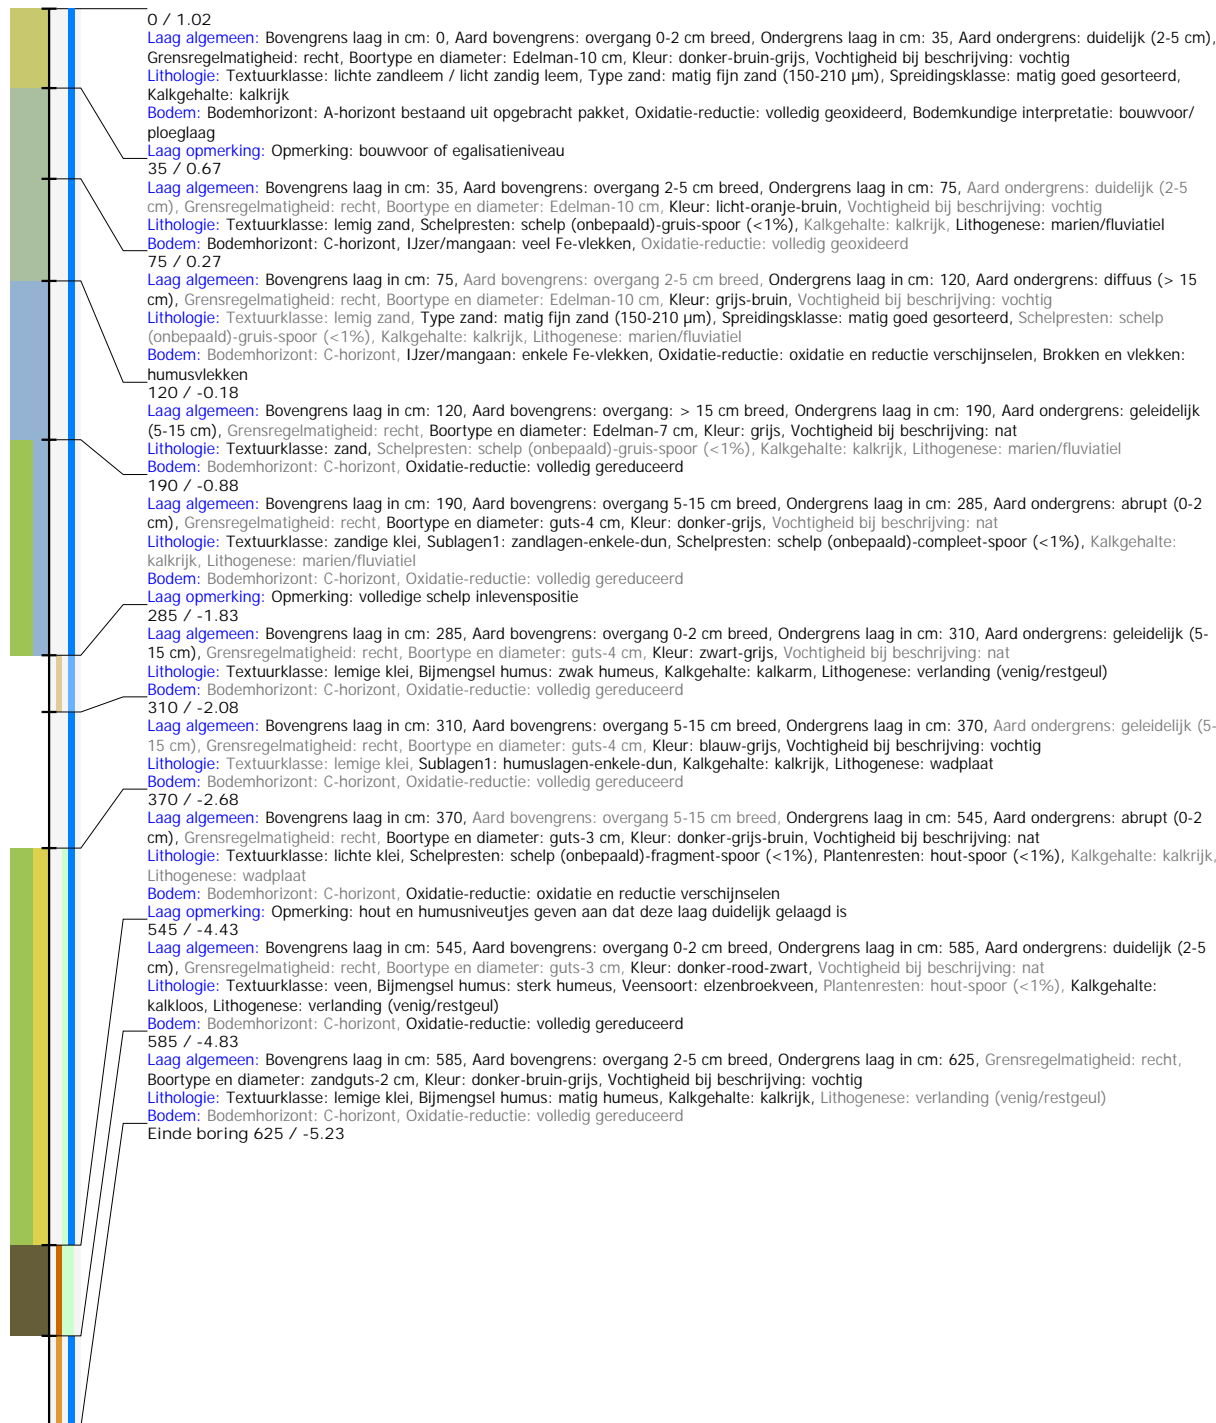 0 / 1.02
Laag algemeen: Bovengrens laag in cm: 0, Aard bovengrens: overgang 0-2 cm breed, Ondergrens laag in cm: 35, Aard ondergrens: duidelijk (2-5 cm),
Grensregelmatigheid: recht, Boortype en diameter: Edelman-10 cm, Kleur: donker-bruin-grijs, Vochtigheid bij beschrijving: vochtig
Lithologie: Textuurklasse: lichte zandleem / licht zandig leem, Type zand: matig fijn zand (150-210 µm), Spreidingsklasse: matig goed gesorteerd,
Kalkgehalte: kalkrijk
Bodem: Bodemhorizont: A-horizont bestaand uit opgebracht pakket, Oxidatie-reductie: volledig geoxideerd, Bodemkundige interpretatie: bouwvoor/
ploeglaag
Laag opmerking: Opmerking: bouwvoor of egalisatieniveau
35 / 0.67
Laag algemeen: Bovengrens laag in cm: 35, Aard bovengrens: overgang 2-5 cm breed, Ondergrens laag in cm: 75, Aard ondergrens: duidelijk (2-5
cm), Grensregelmatigheid: recht, Boortype en diameter: Edelman-10 cm, Kleur: licht-oranje-bruin, Vochtigheid bij beschrijving: vochtig
Lithologie: Textuurklasse: lemig zand, Schelpresten: schelp (onbepaald)-gruis-spoor (<1%), Kalkgehalte: kalkrijk, Lithogenese: marien/fluviatiel
Bodem: Bodemhorizont: C-horizont, IJzer/mangaan: veel Fe-vlekken, Oxidatie-reductie: volledig geoxideerd
75 / 0.27
Laag algemeen: Bovengrens laag in cm: 75, Aard bovengrens: overgang 2-5 cm breed, Ondergrens laag in cm: 120, Aard ondergrens: diffuus (> 15
cm), Grensregelmatigheid: recht, Boortype en diameter: Edelman-10 cm, Kleur: grijs-bruin, Vochtigheid bij beschrijving: vochtig
Lithologie: Textuurklasse: lemig zand, Type zand: matig fijn zand (150-210 µm), Spreidingsklasse: matig goed gesorteerd, Schelpresten: schelp
(onbepaald)-gruis-spoor (<1%), Kalkgehalte: kalkrijk, Lithogenese: marien/fluviatiel
Bodem: Bodemhorizont: C-horizont, IJzer/mangaan: enkele Fe-vlekken, Oxidatie-reductie: oxidatie en reductie verschijnselen, Brokken en vlekken:
humusvlekken
120 / -0.18
Laag algemeen: Bovengrens laag in cm: 120, Aard bovengrens: overgang: > 15 cm breed, Ondergrens laag in cm: 190, Aard ondergrens: geleidelijk
(5-15 cm), Grensregelmatigheid: recht, Boortype en diameter: Edelman-7 cm, Kleur: grijs, Vochtigheid bij beschrijving: nat
Lithologie: Textuurklasse: zand, Schelpresten: schelp (onbepaald)-gruis-spoor (<1%), Kalkgehalte: kalkrijk, Lithogenese: marien/fluviatiel
Bodem: Bodemhorizont: C-horizont, Oxidatie-reductie: volledig gereduceerd
190 / -0.88
Laag algemeen: Bovengrens laag in cm: 190, Aard bovengrens: overgang 5-15 cm breed, Ondergrens laag in cm: 285, Aard ondergrens: abrupt (0-2
cm), Grensregelmatigheid: recht, Boortype en diameter: guts-4 cm, Kleur: donker-grijs, Vochtigheid bij beschrijving: nat
Lithologie: Textuurklasse: zandige klei, Sublagen1: zandlagen-enkele-dun, Schelpresten: schelp (onbepaald)-compleet-spoor (<1%), Kalkgehalte:
kalkrijk, Lithogenese: marien/fluviatiel
Bodem: Bodemhorizont: C-horizont, Oxidatie-reductie: volledig gereduceerd
Laag opmerking: Opmerking: volledige schelp inlevenspositie
285 / -1.83
Laag algemeen: Bovengrens laag in cm: 285, Aard bovengrens: overgang 0-2 cm breed, Ondergrens laag in cm: 310, Aard ondergrens: geleidelijk (5-
15 cm), Grensregelmatigheid: recht, Boortype en diameter: guts-4 cm, Kleur: zwart-grijs, Vochtigheid bij beschrijving: nat
Lithologie: Textuurklasse: lemige klei, Bijmengsel humus: zwak humeus, Kalkgehalte: kalkarm, Lithogenese: verlanding (venig/restgeul)
Bodem: Bodemhorizont: C-horizont, Oxidatie-reductie: volledig gereduceerd
310 / -2.08
Laag algemeen: Bovengrens laag in cm: 310, Aard bovengrens: overgang 5-15 cm breed, Ondergrens laag in cm: 370, Aard ondergrens: geleidelijk (5-
15 cm), Grensregelmatigheid: recht, Boortype en diameter: guts-4 cm, Kleur: blauw-grijs, Vochtigheid bij beschrijving: vochtig
Lithologie: Textuurklasse: lemige klei, Sublagen1: humuslagen-enkele-dun, Kalkgehalte: kalkrijk, Lithogenese: wadplaat
Bodem: Bodemhorizont: C-horizont, Oxidatie-reductie: volledig gereduceerd
370 / -2.68
Laag algemeen: Bovengrens laag in cm: 370, Aard bovengrens: overgang 5-15 cm breed, Ondergrens laag in cm: 545, Aard ondergrens: abrupt (0-2
cm), Grensregelmatigheid: recht, Boortype en diameter: guts-3 cm, Kleur: donker-grijs-bruin, Vochtigheid bij beschrijving: nat
Lithologie: Textuurklasse: lichte klei, Schelpresten: schelp (onbepaald)-fragment-spoor (<1%), Plantenresten: hout-spoor (<1%), Kalkgehalte: kalkrijk,
Lithogenese: wadplaat
Bodem: Bodemhorizont: C-horizont, Oxidatie-reductie: oxidatie en reductie verschijnselen
Laag opmerking: Opmerking: hout en humusniveutjes geven aan dat deze laag duidelijk gelaagd is
545 / -4.43
Laag algemeen: Bovengrens laag in cm: 545, Aard bovengrens: overgang 0-2 cm breed, Ondergrens laag in cm: 585, Aard ondergrens: duidelijk (2-5
cm), Grensregelmatigheid: recht, Boortype en diameter: guts-3 cm, Kleur: donker-rood-zwart, Vochtigheid bij beschrijving: nat
Lithologie: Textuurklasse: veen, Bijmengsel humus: sterk humeus, Veensoort: elzenbroekveen, Plantenresten: hout-spoor (<1%), Kalkgehalte:
kalkloos, Lithogenese: verlanding (venig/restgeul)
Bodem: Bodemhorizont: C-horizont, Oxidatie-reductie: volledig gereduceerd
585 / -4.83
Laag algemeen: Bovengrens laag in cm: 585, Aard bovengrens: overgang 2-5 cm breed, Ondergrens laag in cm: 625, Grensregelmatigheid: recht,
Boortype en diameter: zandguts-2 cm, Kleur: donker-bruin-grijs, Vochtigheid bij beschrijving: vochtig
Lithologie: Textuurklasse: lemige klei, Bijmengsel humus: matig humeus, Kalkgehalte: kalkrijk, Lithogenese: verlanding (venig/restgeul)
Bodem: Bodemhorizont: C-horizont, Oxidatie-reductie: volledig gereduceerd
Einde boring 625 / -5.23